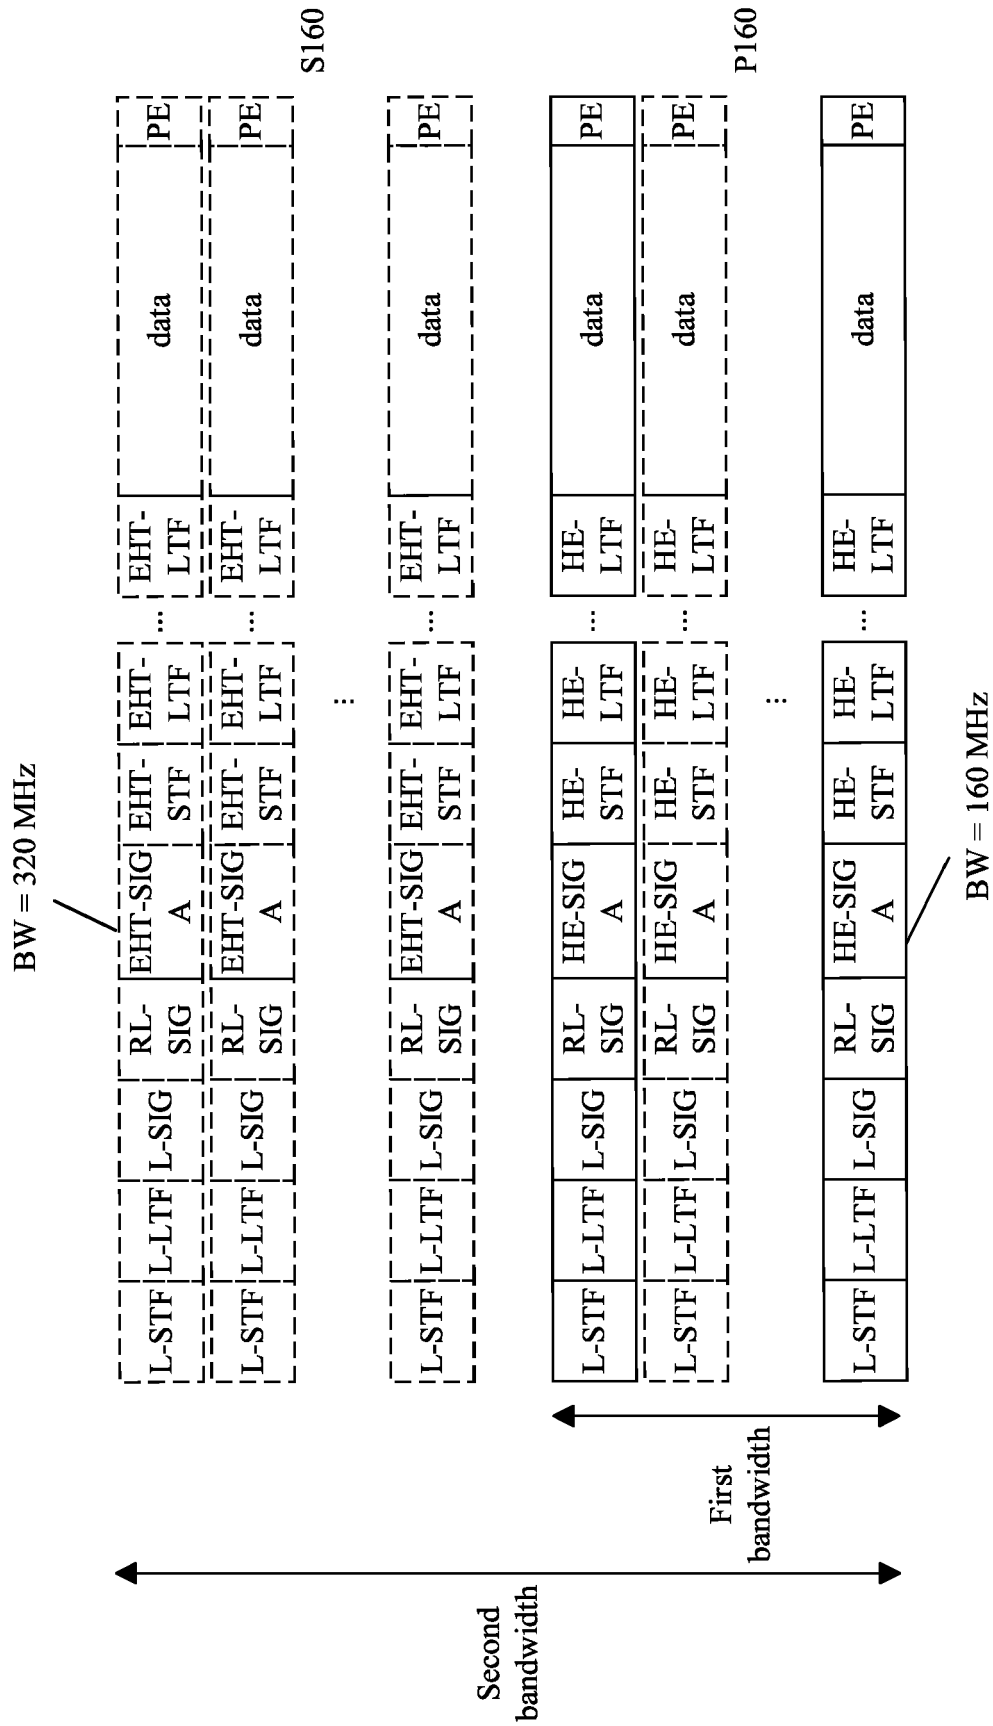 BW = 320 MHz
L-STF
L-LTF
L-SIG
RL-
SIG
EHT-SIG
A
EHT-
STF
EHT-
LTF
...
EHT-
LTF
data
PE
L-STF
L-LTF
L-SIG
RL-
SIG
EHT-SIG
A
EHT-
STF
EHT-
LTF
...
EHT-
LTF
data
PE
S160
...
L-STF
L-LTF
L-SIG
RL-
SIG
EHT-SIG
A
EHT-
STF
EHT-
LTF
...
EHT-
LTF
data
PE
Second
bandwidth
L-STF
L-LTF
L-SIG
RL-
SIG
HE-SIG
A
HE-
STF
HE-
LTF
...
HE-
LTF
data
PE
L-STF
L-LTF
L-SIG
RL-
SIG
HE-SIG
A
HE-
STF
HE-
LTF
...
HE-
LTF
data
PE
First
bandwidth
P160
...
L-STF
L-LTF
L-SIG
RL-
SIG
HE-SIG
A
HE-
STF
HE-
LTF
...
HE-
LTF
data
PE
BW = 160 MHz